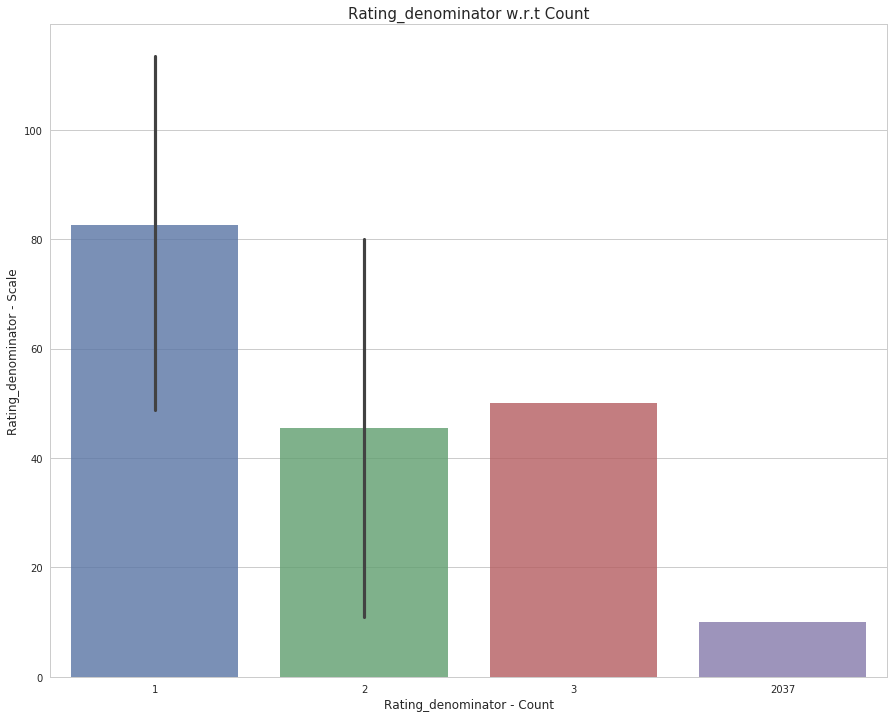 Rating_denominator w.r.t Count
Rating_denominator - Scale
100
80
60
40
20
0
1 2 3 2037
Rating_denominator - Count